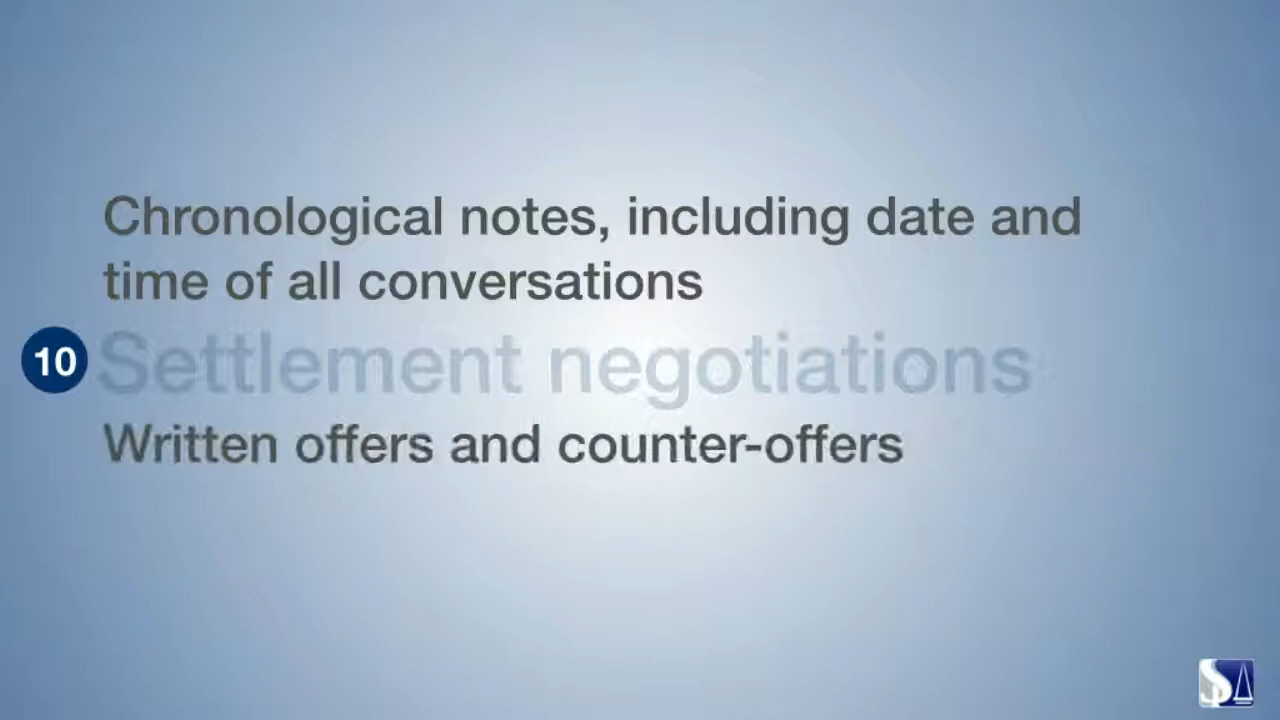 Chronological notes, including date and
time of all conversations
10 Settlement negotiations
Written offers and counter-offers